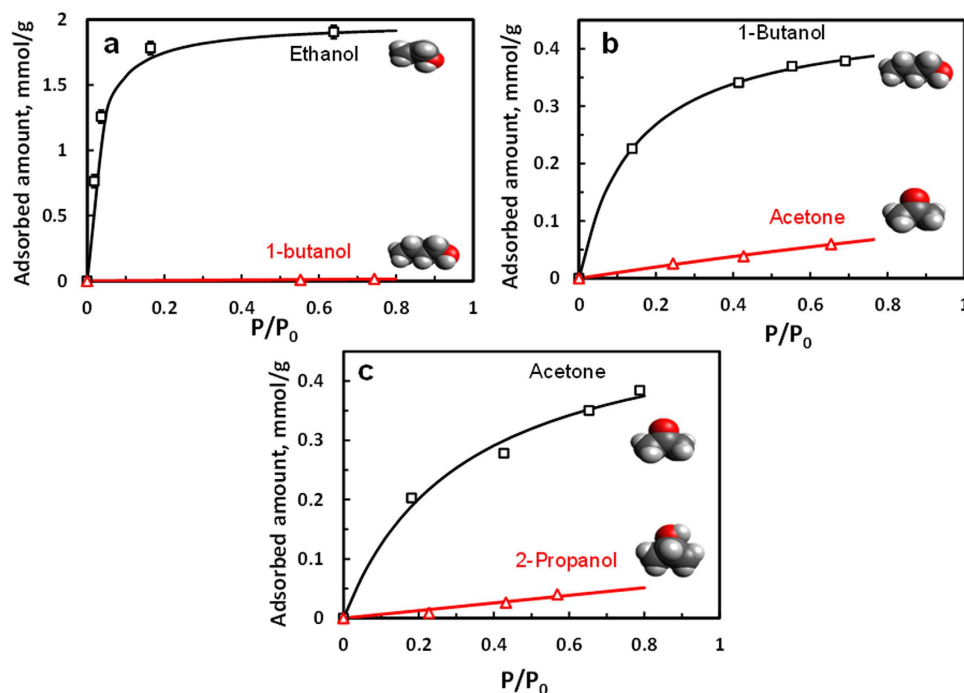 a
Ethanol
1-butanol
Adsorbed amount, mmol/g
2
1.5
1
0.5
0
0 0.2 0.4 0.6 0.8 1
P/P0
b
1-Butanol
Acetone
Adsorbed amount, mmol/g
0.4
0.3
0.2
0.1
0
0 0.2 0.4 0.6 0.8 1
P/P0
c
Acetone
2-Propanol
Adsorbed amount, mmol/g
0.4
0.3
0.2
0.1
0
0 0.2 0.4 0.6 0.8 1
P/P0